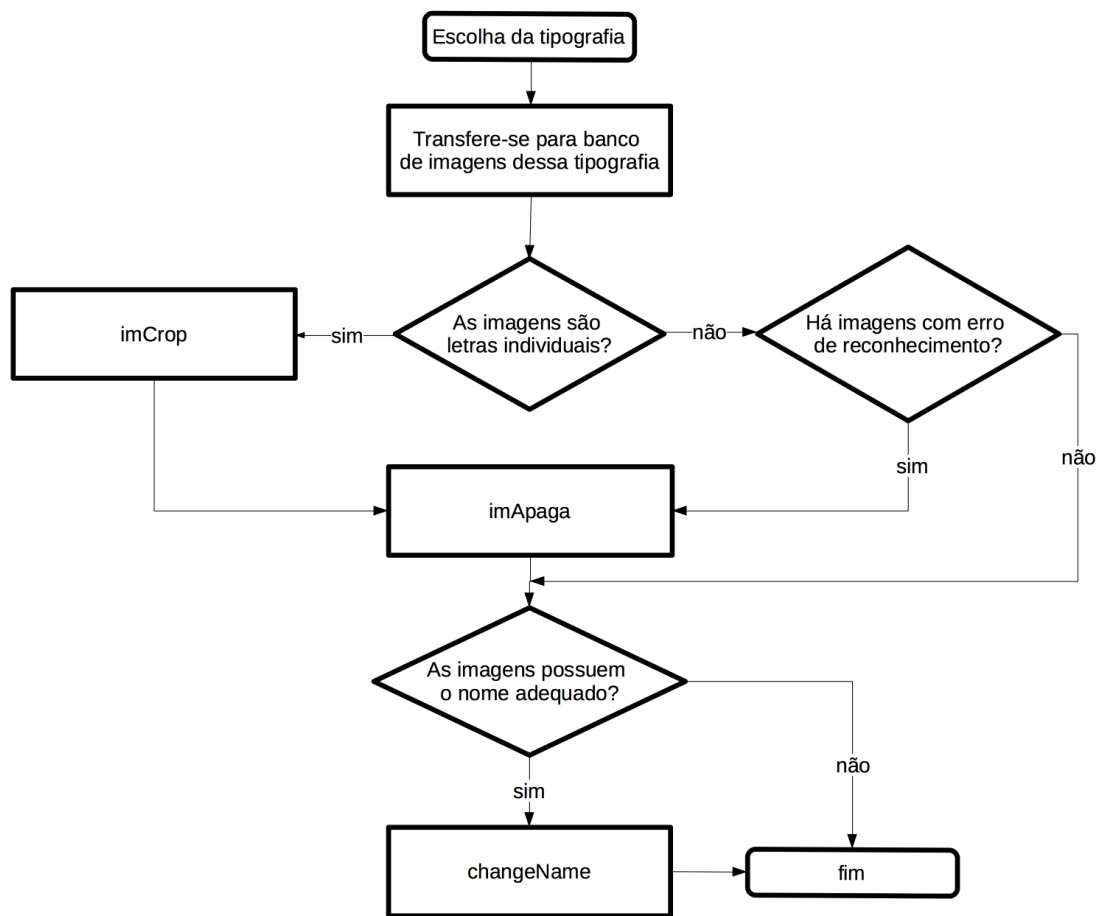 Escolha da tipografia
Transfere-se para banco
de imagens dessa tipografia
imCrop
sim
As imagens são
letras individuais?
não
Há imagens com erro
de reconhecimento?
sim
não
imApaga
As imagens possuem
o nome adequado?
sim
não
changeName
fim